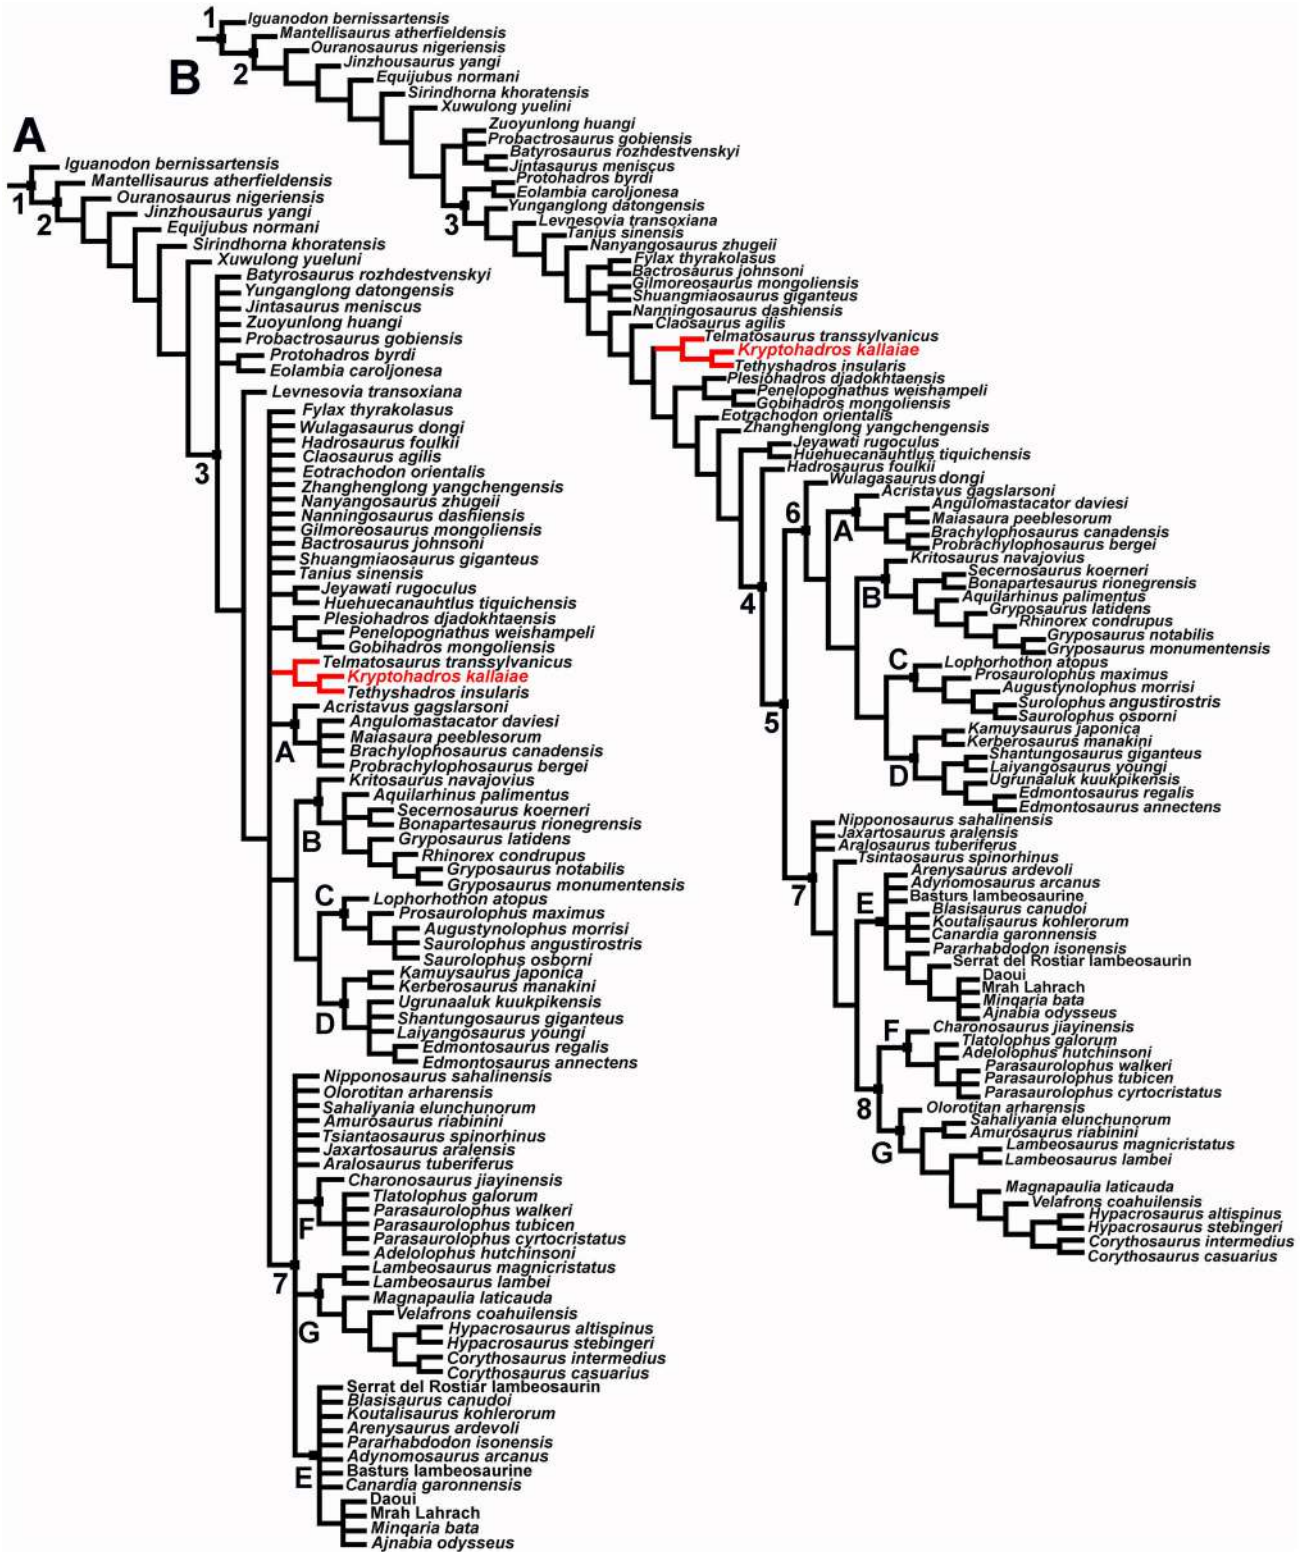 A
Iguanodon bernissartensis
Mantellisaurus atherfieldensis
1
Ouranosaurus nigeriensis
2
Jinzhousaurus yangi
Equijubus normani
Sirindhorna khoratensis
Xuwulong yueluni
Batyrosaurus rozhdestvenskyi
Yunganglong datongensis
Jintasaurus meniscus
Zuoyunlong huangi
Probactrosaurus gobiensis
Protohadros byrdi
Eolambia caroljonesa
Levnesovia transoxiana
Fylax thyrakolasus
Wulagasaurus dongi
Hadrosaurus foulkii
Claosaurus agilis
3
Eotrachodon orientalis
Zhanghenglong yangchengensis
Nanyangosaurus zhugeii
Nanningosaurus dashiensis
Gilmoreosaurus mongoliensis
Bactrosaurus johnsoni
Shuangmiaosaurus giganteus
Tanius sinensis
Jeyawati rugoculus
Huehuecanauhtlus tiquichensis
Plesiohadros djadokhtaensis
Penelopognathus weishampeli
Gobihadros mongoliensis
Telmatosaurus transsylvanicus
Kryptohadros kallaiae
Tethyshadros insularis
Acristavus gagslarsoni
Angulomastacator daviesi
Maiasaura peeblesorum
A
Brachylophosaurus canadensis
Probrachylophosaurus bergei
Kritosaurus navajovius
Aquilarhinus palimentus
Secernosaurus koerneri
Bonapartesaurus rionegrensis
B
Gryposaurus latidens
Rhinorex condrupus
Gryposaurus notabilis
Gryposaurus monumentensis
C
Lophorhothon atopus
Prosaurolophus maximus
Augustynolophus morrisi
Saurolophus angustirostris
Saurolophus osborni
Kamuysaurus japonica
Kerberosaurus manakini
Ugrunaaluk kuukpikensis
D
Shantungosaurus giganteus
Laiyangosaurus youngi
Edmontosaurus regalis
Edmontosaurus annectens
Nipponosaurus sahalinensis
Olorotitan arharensis
Sahaliyania elunchunorum
Amurosaurus riabinini
Tsiantaosaurus spinorhinus
Jaxartosaurus aralensis
Aralosaurus tuberiferus
Charonosaurus jiayinensis
Tlatolophus galorum
Parasaurolophus walkeri
F
Parasaurolophus tubicen
Parasaurolophus cyrtocristatus
Adelolophus hutchinsoni
Lambeosaurus magnicristatus
7
Lambeosaurus lambei
Magnapaulia laticauda
Velafrons coahuilensis
G
Hypacrosaurus altispinus
Hypacrosaurus stebingeri
Corythosaurus intermedius
Corythosaurus casuarius
Serrat del Rostiar lambeosaurin
Blasisaurus canudoi
Koutalisaurus kohlerorum
Arenysaurus ardevoli
Pararhabdodon isonensis
Adynomosaurus arcanus
Basturs lambeosaurine
E
Canardia garonnensis
Daoui
Mrah Lahrach
Minqaria bata
Ajnabia odysseus
B
1
Iguanodon bernissartensis
Mantellisaurus atherfieldensis
Ouranosaurus nigeriensis
2
Jinzhousaurus yangi
Equijubus normani
Sirindhorna khoratensis
Xuwulong yuelini
Zuoyunlong huangi
Probactrosaurus gobiensis
Batyrosaurus rozhdestvenskyi
Jintasaurus meniscus
Protohadros byrdi
Eolambia caroljonesa
Yunganglong datongensis
3
Levnesovia transoxiana
Tanius sinensis
Nanyangosaurus zhugeii
Fylax thyrakolasus
Bactrosaurus johnsoni
Gilmoreosaurus mongoliensis
Shuangmiaosaurus giganteus
Nanningosaurus dashiensis
Claosaurus agilis
Telmatosaurus transsylvanicus
Kryptohadros kallaiae
Tethyshadros insularis
Plesiohadros djadokhtaensis
Penelopognathus weishampeli
Gobihadros mongoliensis
Eotrachodon orientalis
Zhanghenglong yangchengensis
Jeyawati rugoculus
Huehuecanauhtlus tiquichensis
Hadrosaurus foulkii
4
Wulagasaurus dongi
6
Acristavus gagslarsoni
Angulomastacator daviesi
Maiasaura peeblesorum
A
Brachylophosaurus canadensis
Probrachylophosaurus bergei
Kritosaurus navajovius
Secernosaurus koerneri
Bonapartesaurus rionegrensis
B
Aquilarhinus palimentus
Gryposaurus latidens
Rhinorex condrupus
Gryposaurus notabilis
Gryposaurus monumentensis
C
Lophorhothon atopus
Prosaurolophus maximus
Augustynolophus morrisi
Surolophus angustirostris
Saurolophus osporni
5
Kamuysaurus japonica
Kerberosaurus manakini
Shantungosaurus giganteus
Laiyangosaurus youngi
D
Ugrunaaluk kuukpikensis
Edmontosaurus regalis
Edmontosaurus annectens
Nipponosaurus sahalinensis
Jaxartosaurus aralensis
Aralosaurus tuberiferus
Tsintaosaurus spinorhinus
7
Arenysaurus ardevoli
Adynomosaurus arcanus
Basturs lambeosaurine
E
Blasisaurus canudoi
Koutalisaurus kohlerorum
Canardia garonnensis
Pararhabdodon isonensis
Serrat del Rostiar lambeosaurin
Daoui
Mrah Lahrach
Minqaria bata
Ajnabia odysseus
F
Charonosaurus jiayinensis
Tlatolophus galorum
Adelolophus hutchinsoni
Parasaurolophus walkeri
Parasaurolophus tubicen
Parasaurolophus cyrtocristatus
8
Olorotitan arharensis
Sahaliyania elunchunorum
Amurosaurus riabinini
G
Lambeosaurus magnicristatus
Lambeosaurus lambei
Magnapaulia laticauda
Velafrons coahuilensis
Hypacrosaurus altispinus
Hypacrosaurus stebingeri
Corythosaurus intermedius
Corythosaurus casuarius